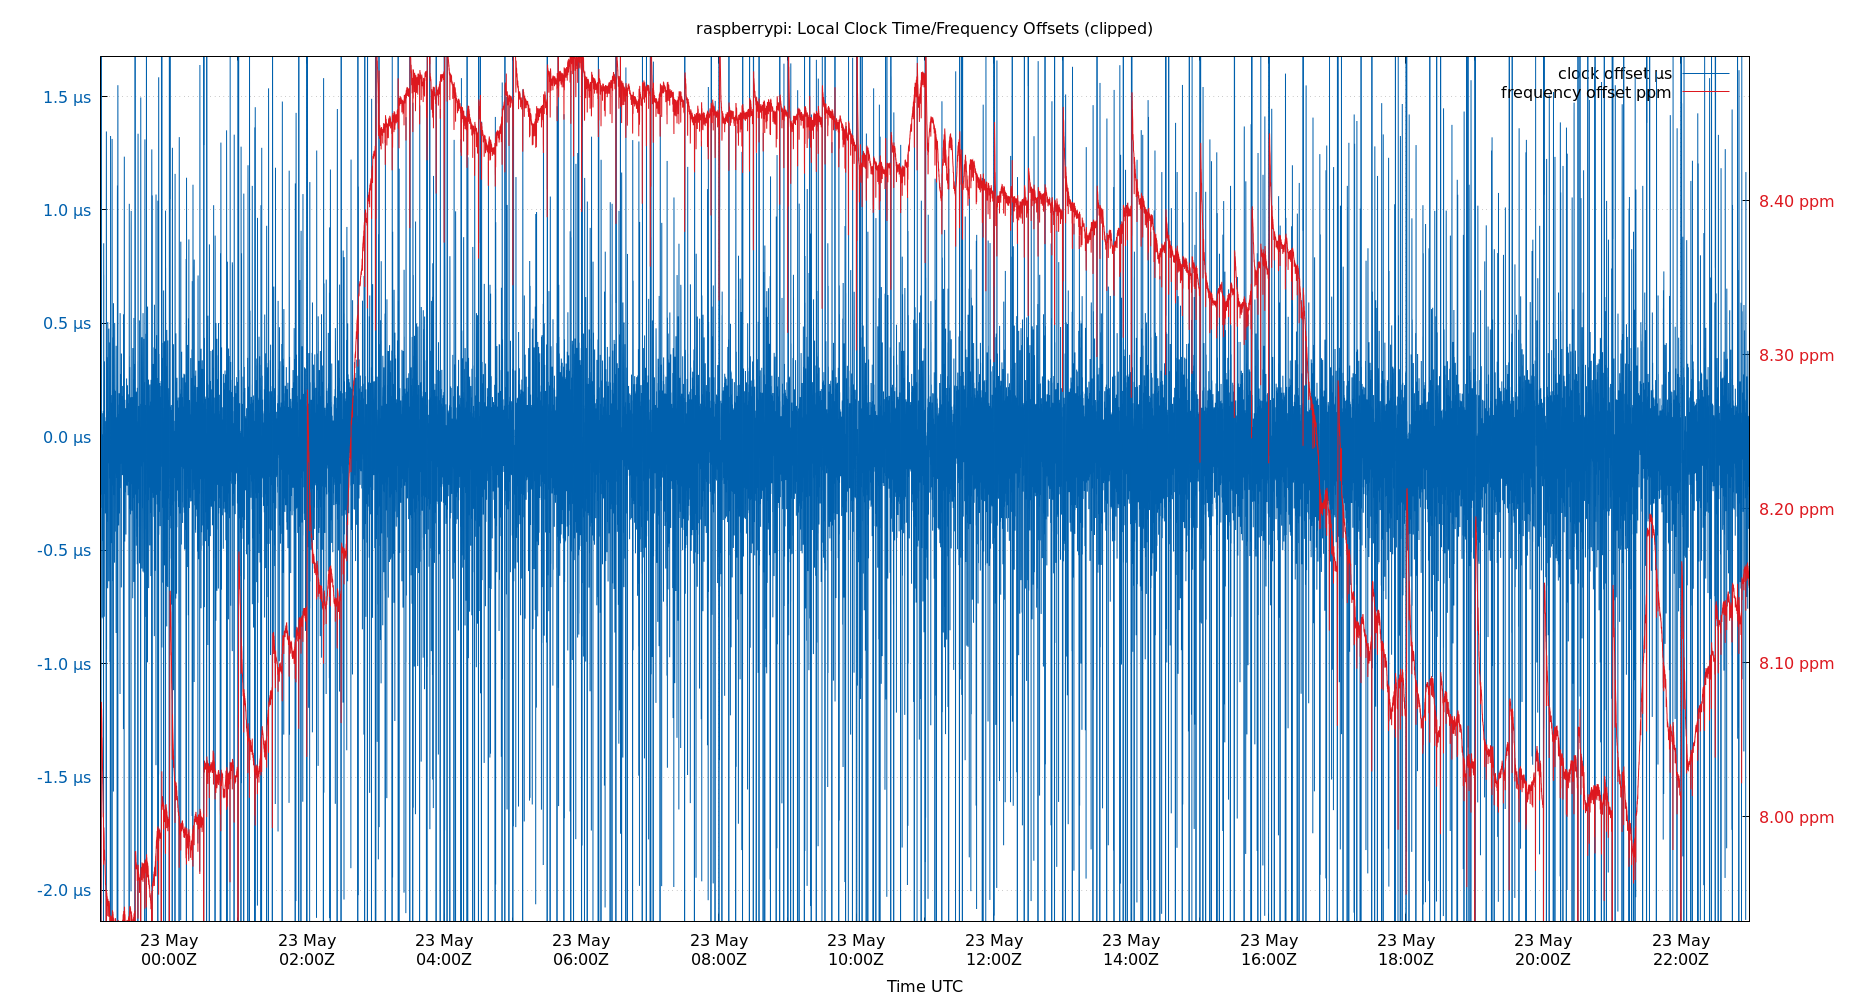 raspberrypi: Local Clock Time/Frequency Offsets (clipped)
clock offset µs
frequency offset ppm
1.5 µs
1.0 µs
0.5 µs
0.0 µs
-0.5 µs
-1.0 µs
-1.5 µs
-2.0 µs
8.40 ppm
8.30 ppm
8.20 ppm
8.10 ppm
8.00 ppm
23 May 23 May 23 May 23 May 23 May 23 May 23 May 23 May 23 May 23 May 23 May 23 May
00:00Z 02:00Z 04:00Z 06:00Z 08:00Z 10:00Z 12:00Z 14:00Z 16:00Z 18:00Z 20:00Z 22:00Z
Time UTC